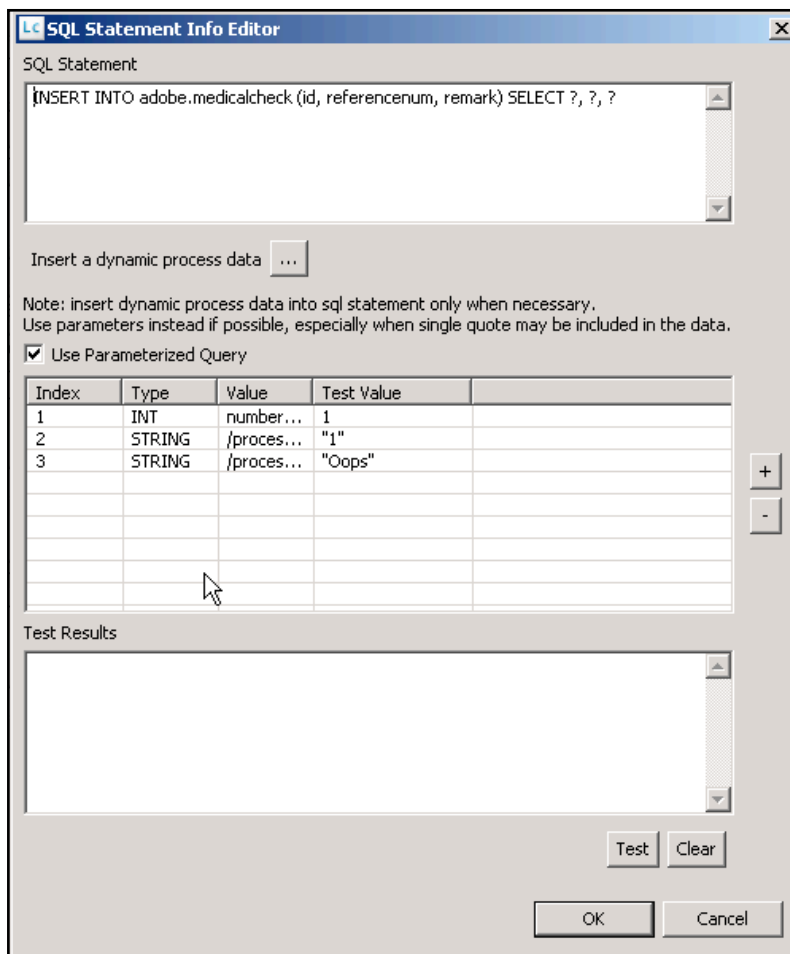 Lc SQL Statement Info Editor
SQL Statement
INSERT INTO adobe.medicalcheck (id, referencenum, remark) SELECT ?, ?, ?
Insert a dynamic process data ...
Note: insert dynamic process data into sql statement only when necessary.
Use parameters instead if possible, especially when single quote may be included in the data.
Use Parameterized Query
Index Type Value Test Value
1 INT number... 1
2 STRING /proces... "1"
3 STRING /proces... "Oops"
+
-
Test Results
Test Clear
OK Cancel